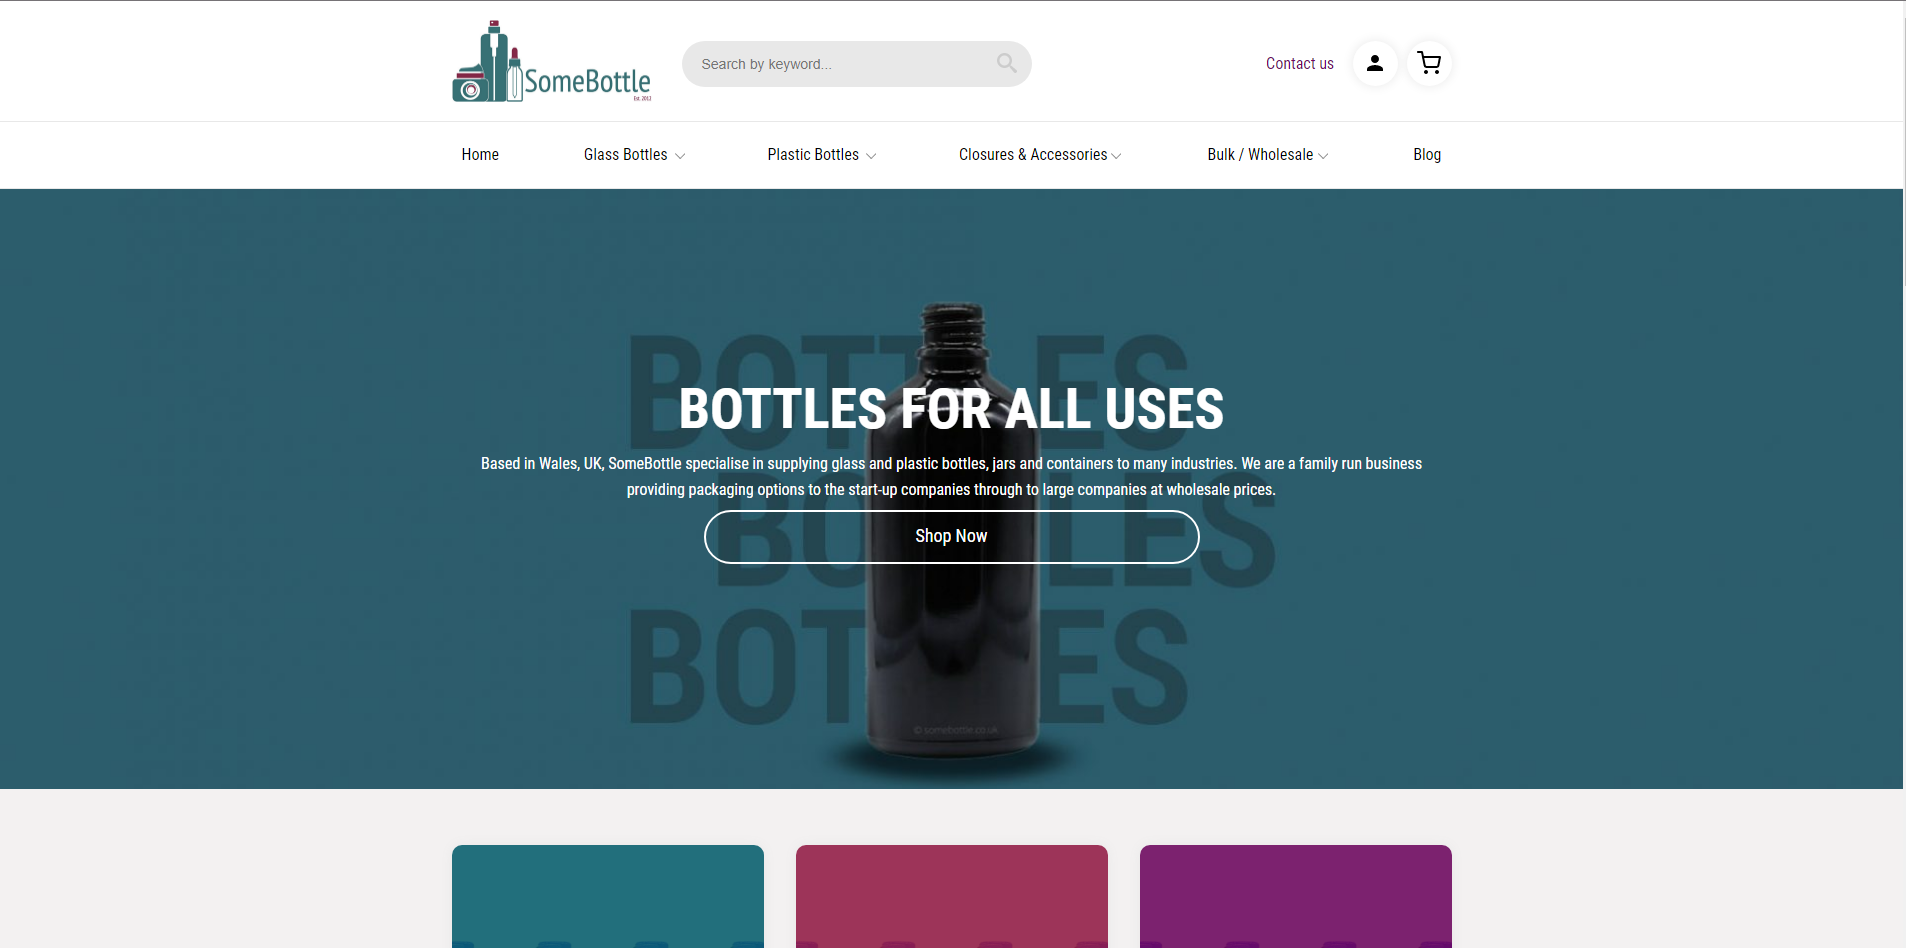 SomeBottle
Est. 2012
Search by keyword...
Contact us
Home
Glass Bottles
Plastic Bottles
Closures & Accessories
Bulk / Wholesale
Blog
BOTTLES
BOTTLES
BOTTLES
BOTTLES FOR ALL USES
Based in Wales, UK, SomeBottle specialise in supplying glass and plastic bottles, jars and containers to many industries. We are a family run business
providing packaging options to the start-up companies through to large companies at wholesale prices.
Shop Now
© somebottle.co.uk